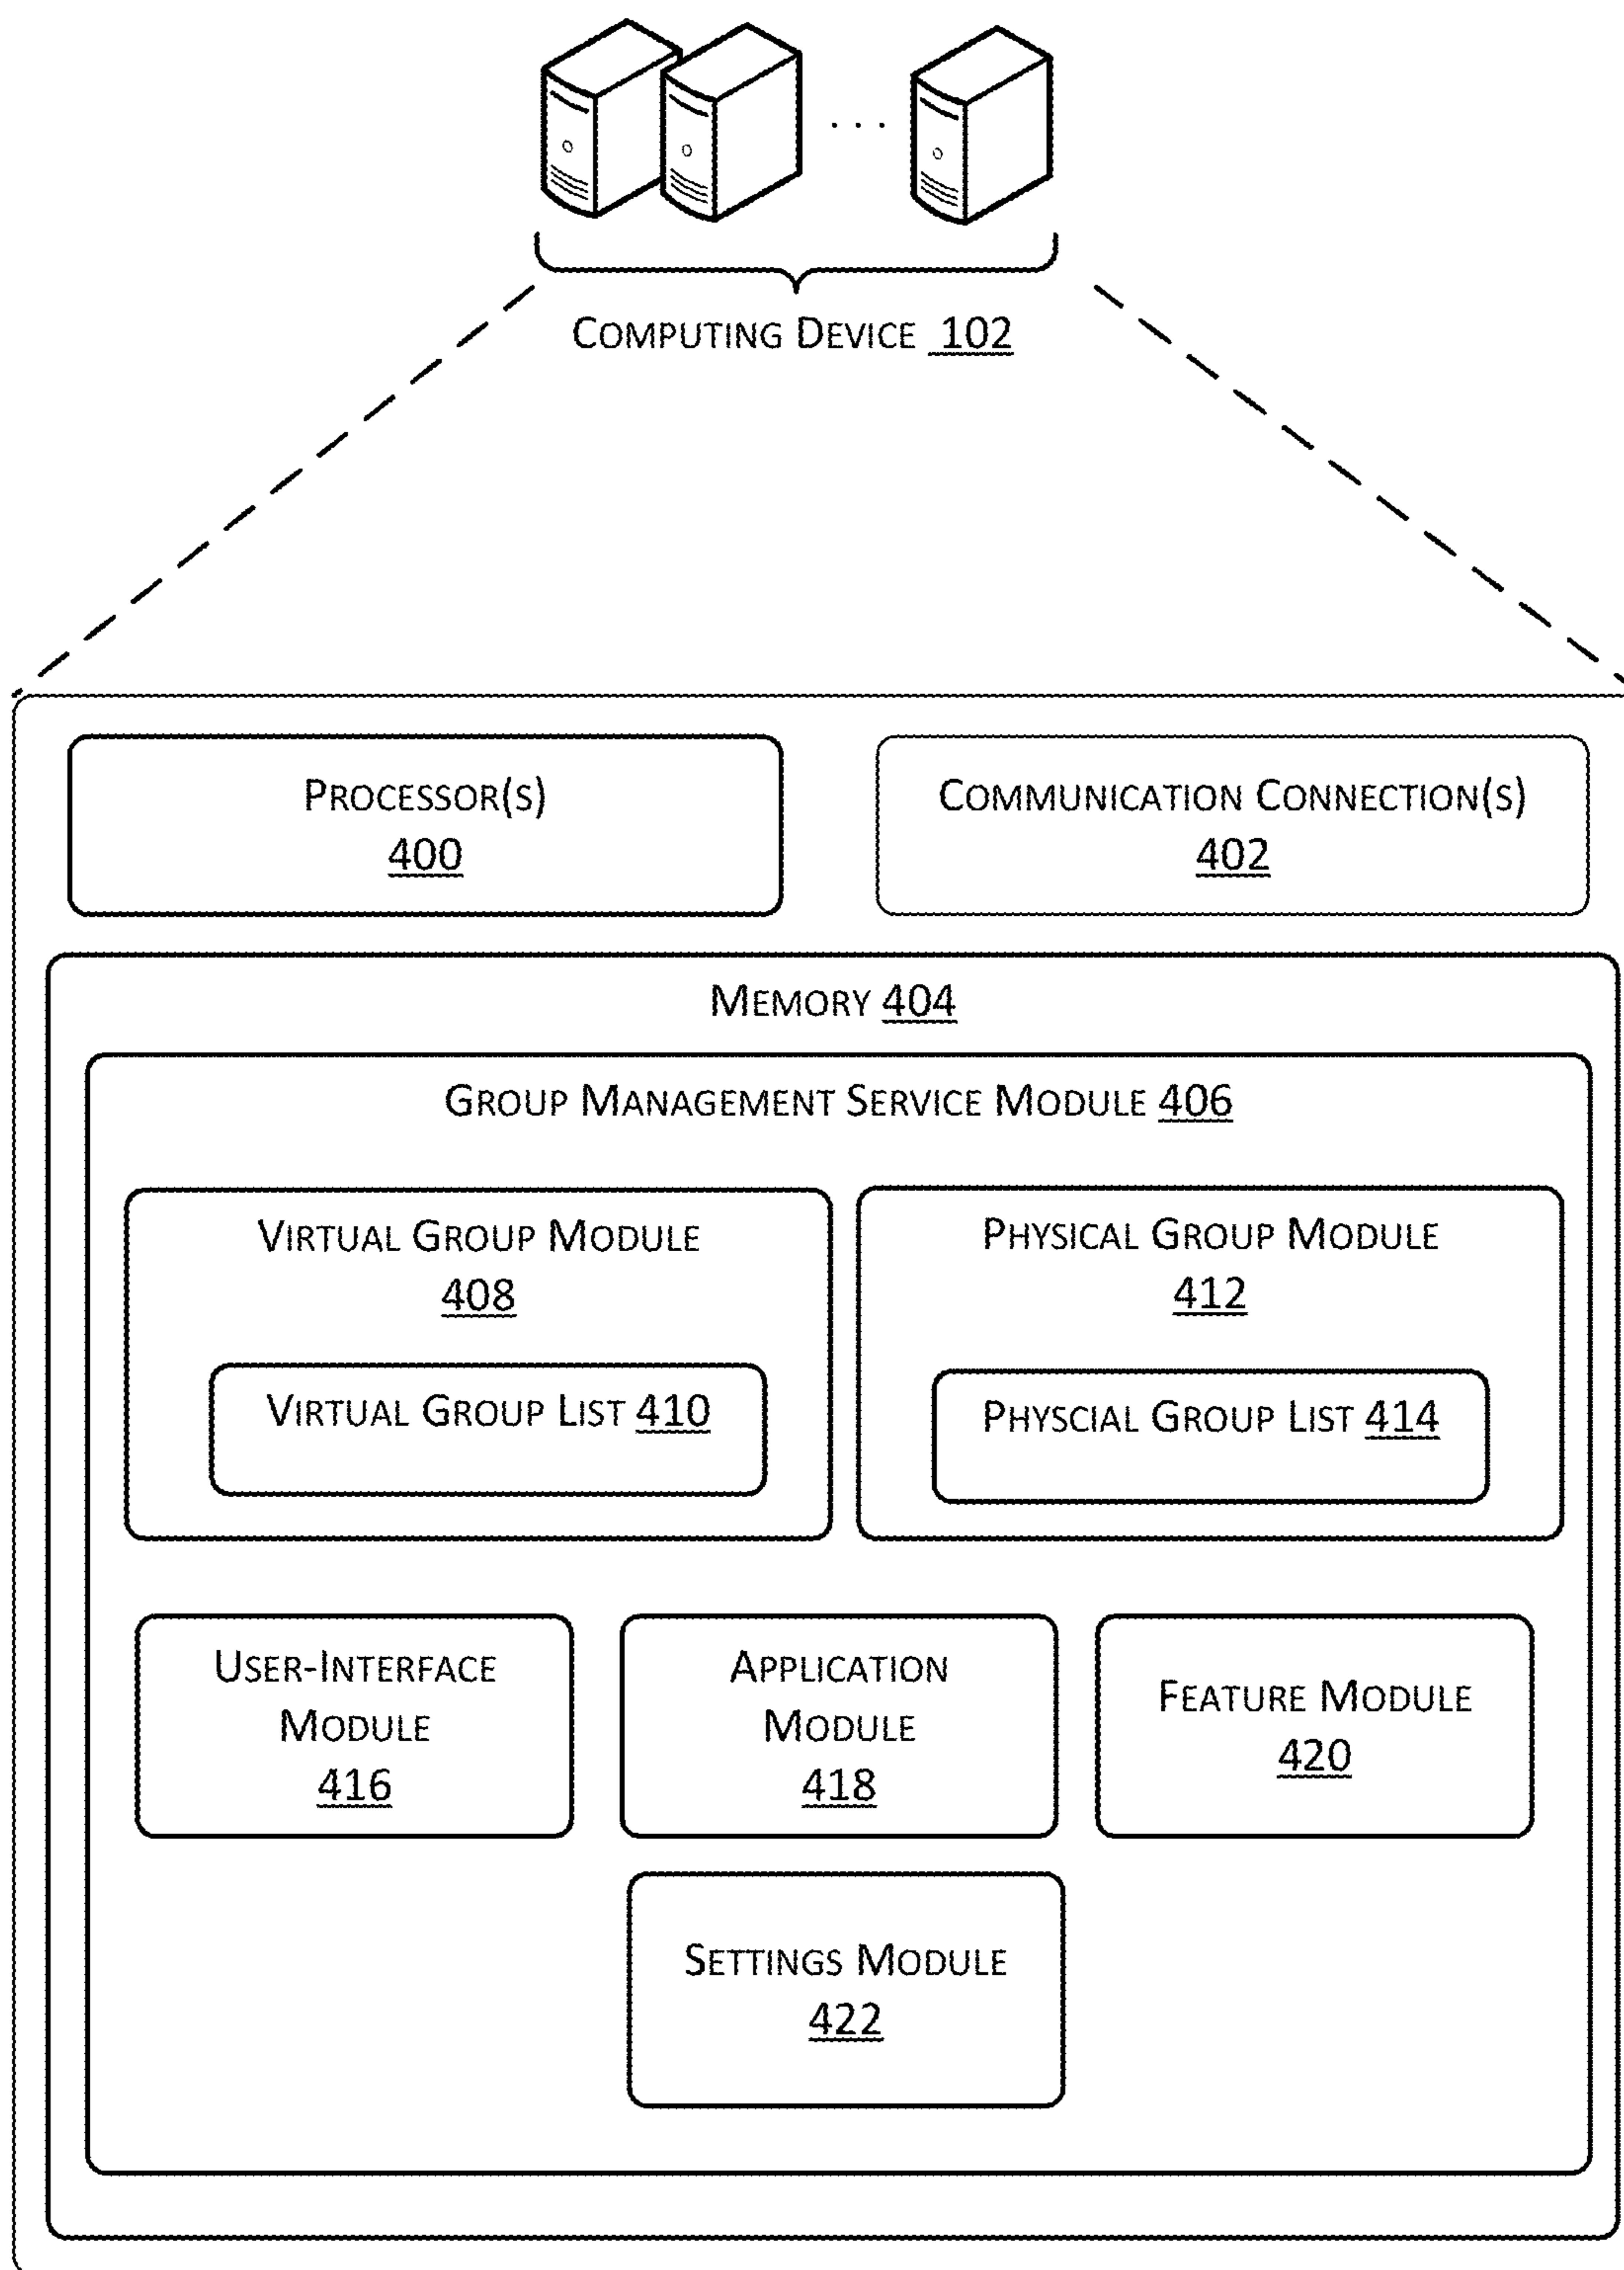 . . .
COMPUTING DEVICE 102
PROCESSOR(S)
400
COMMUNICATION CONNECTION(S)
402
MEMORY 404
GROUP MANAGEMENT SERVICE MODULE 406
VIRTUAL GROUP MODULE
408
VIRTUAL GROUP LIST 410
PHYSICAL GROUP MODULE
412
PHYSCIAL GROUP LIST 414
USER-INTERFACE
MODULE
416
APPLICATION
MODULE
418
FEATURE MODULE
420
SETTINGS MODULE
422